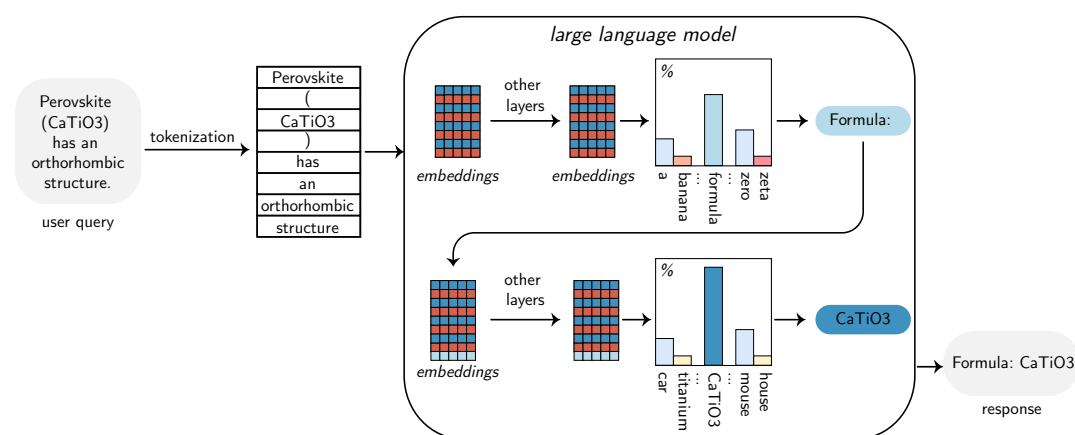 large language model
Perovskite
(CaTiO3)
has an
orthorhombic
structure.
user query
tokenization
Perovskite
(
CaTiO3
)
has
an
orthorhombic
structure
embeddings
other
layers
embeddings
%
a
banana
...
formula
...
zero
zeta
Formula:
embeddings
other
layers
%
car
titanium
...
CaTiO3
...
mouse
house
CaTiO3
Formula: CaTiO3
response